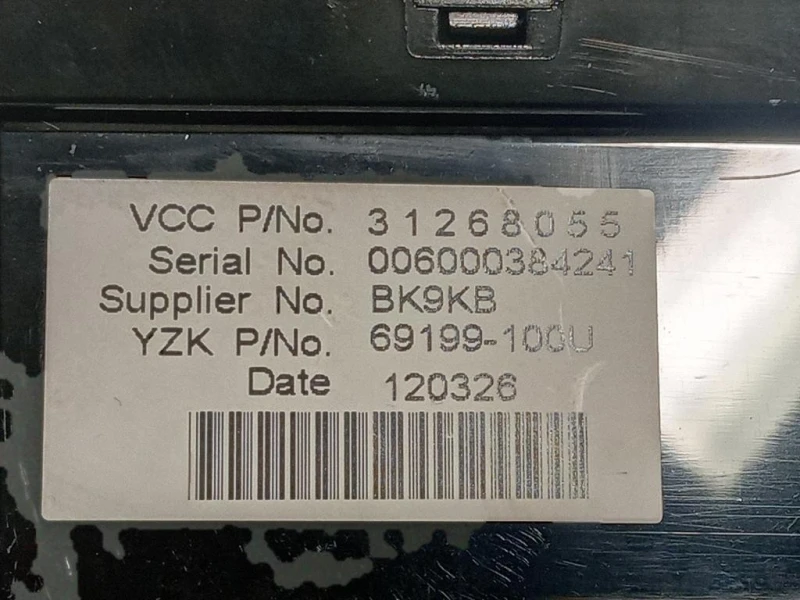 VCC P/No. 31268055
Serial No. 006000384241
Supplier No. BK9KB
YZK P/No. 69199-100U
Date 120326